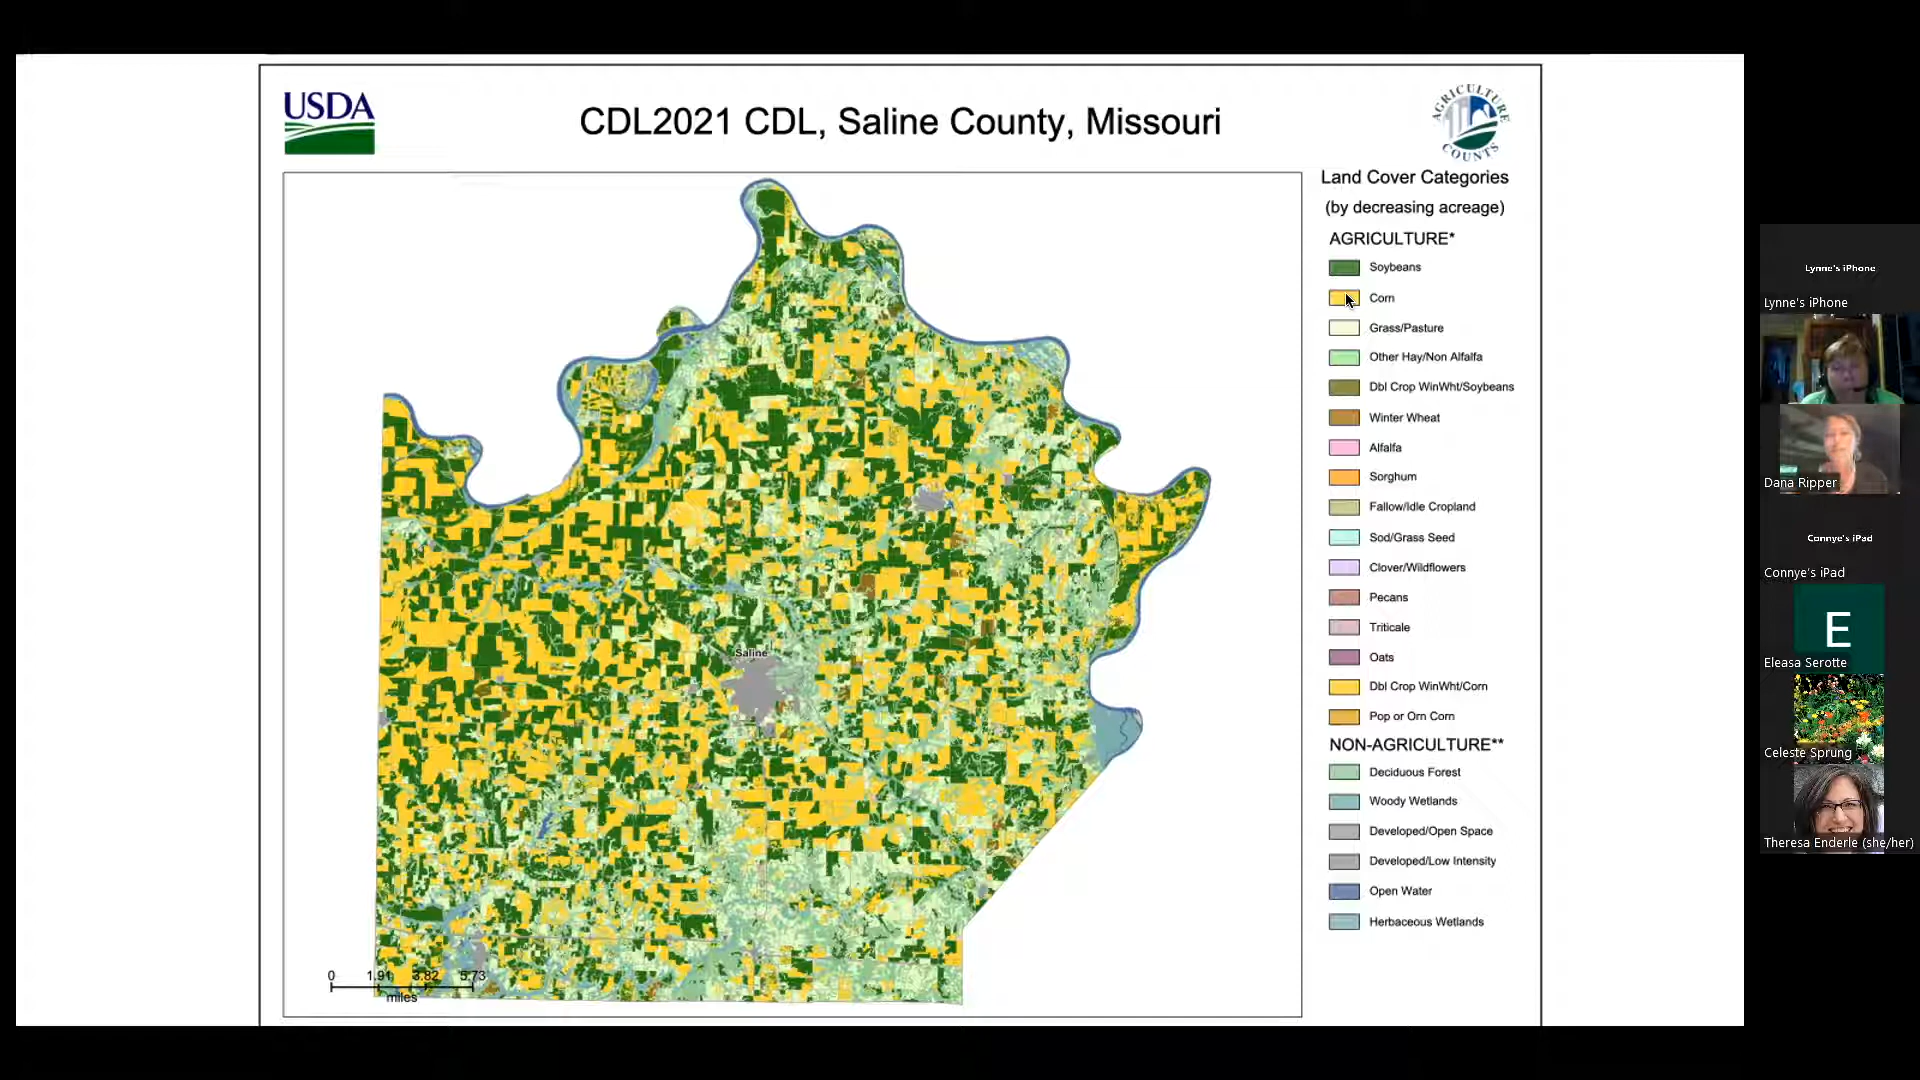 USDA
CDL2021 CDL, Saline County, Missouri
AGRICULTURE
COUNTS
Land Cover Categories
(by decreasing acreage)
AGRICULTURE*
Soybeans
Corn
Grass/Pasture
Other Hay/Non Alfalfa
Dbl Crop WinWht/Soybeans
Winter Wheat
Alfalfa
Sorghum
Fallow/Idle Cropland
Sod/Grass Seed
Clover/Wildflowers
Pecans
Triticale
Oats
Dbl Crop WinWht/Corn
Pop or Orn Corn
NON-AGRICULTURE**
Deciduous Forest
Woody Wetlands
Developed/Open Space
Developed/Low Intensity
Open Water
Herbaceous Wetlands
Saline
0 1.91 3.82 5.73
miles
Lynne's iPhone
Lynne's iPhone
Dana Ripper
Connye's iPad
Connye's iPad
E
Eleasa Serotte
Celeste Sprung
Theresa Enderle (she/her)